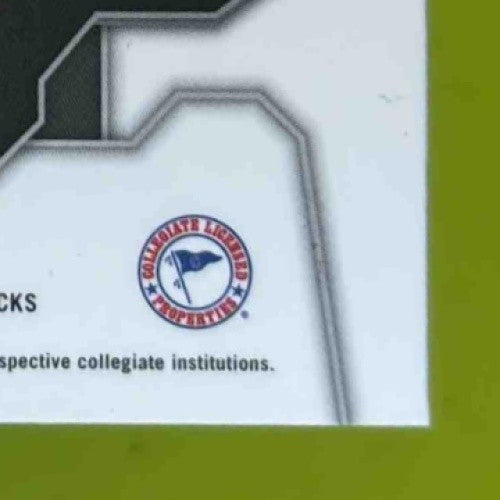 COLLEGIATE LICENSED
PROPERTIES
®
CKS
spective collegiate institutions.